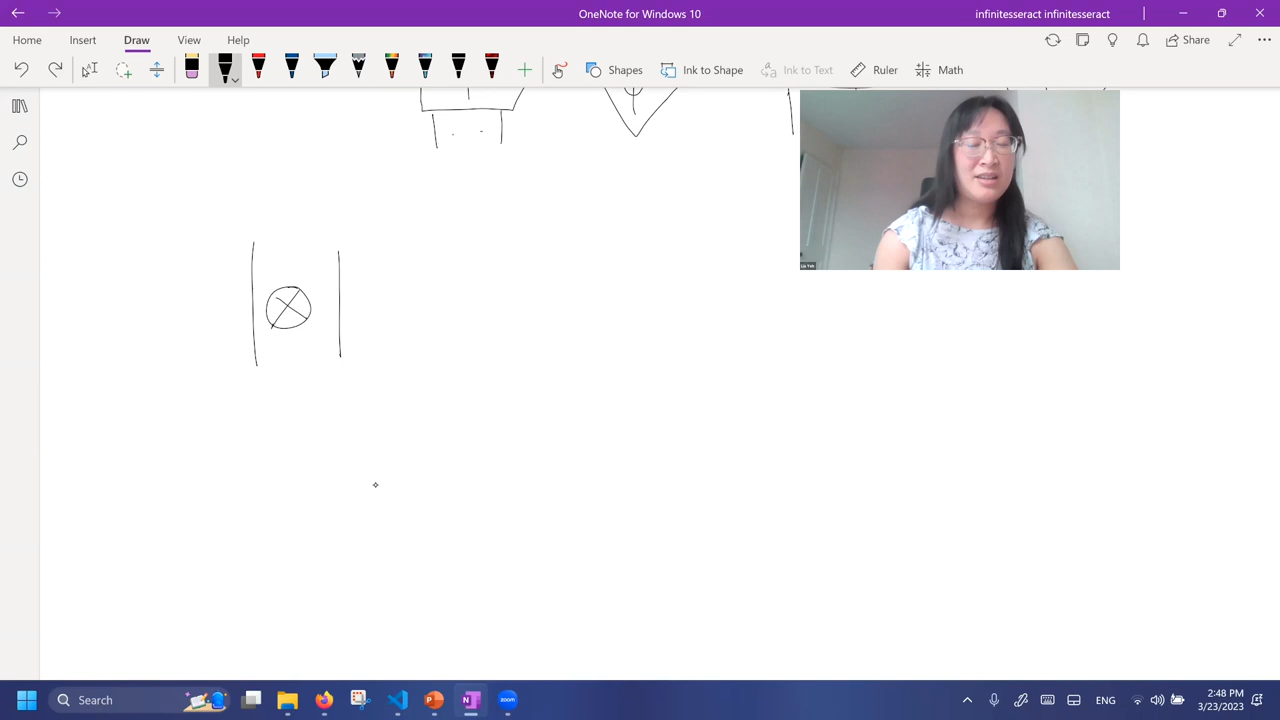 OneNote for Windows 10
infinitesseract infinitesseract
Home
Insert
Draw
View
Help
Share
Shapes
Ink to Shape
Ink to Text
Ruler
Math
Search
zoom
ENG
2:48 PM
3/23/2023